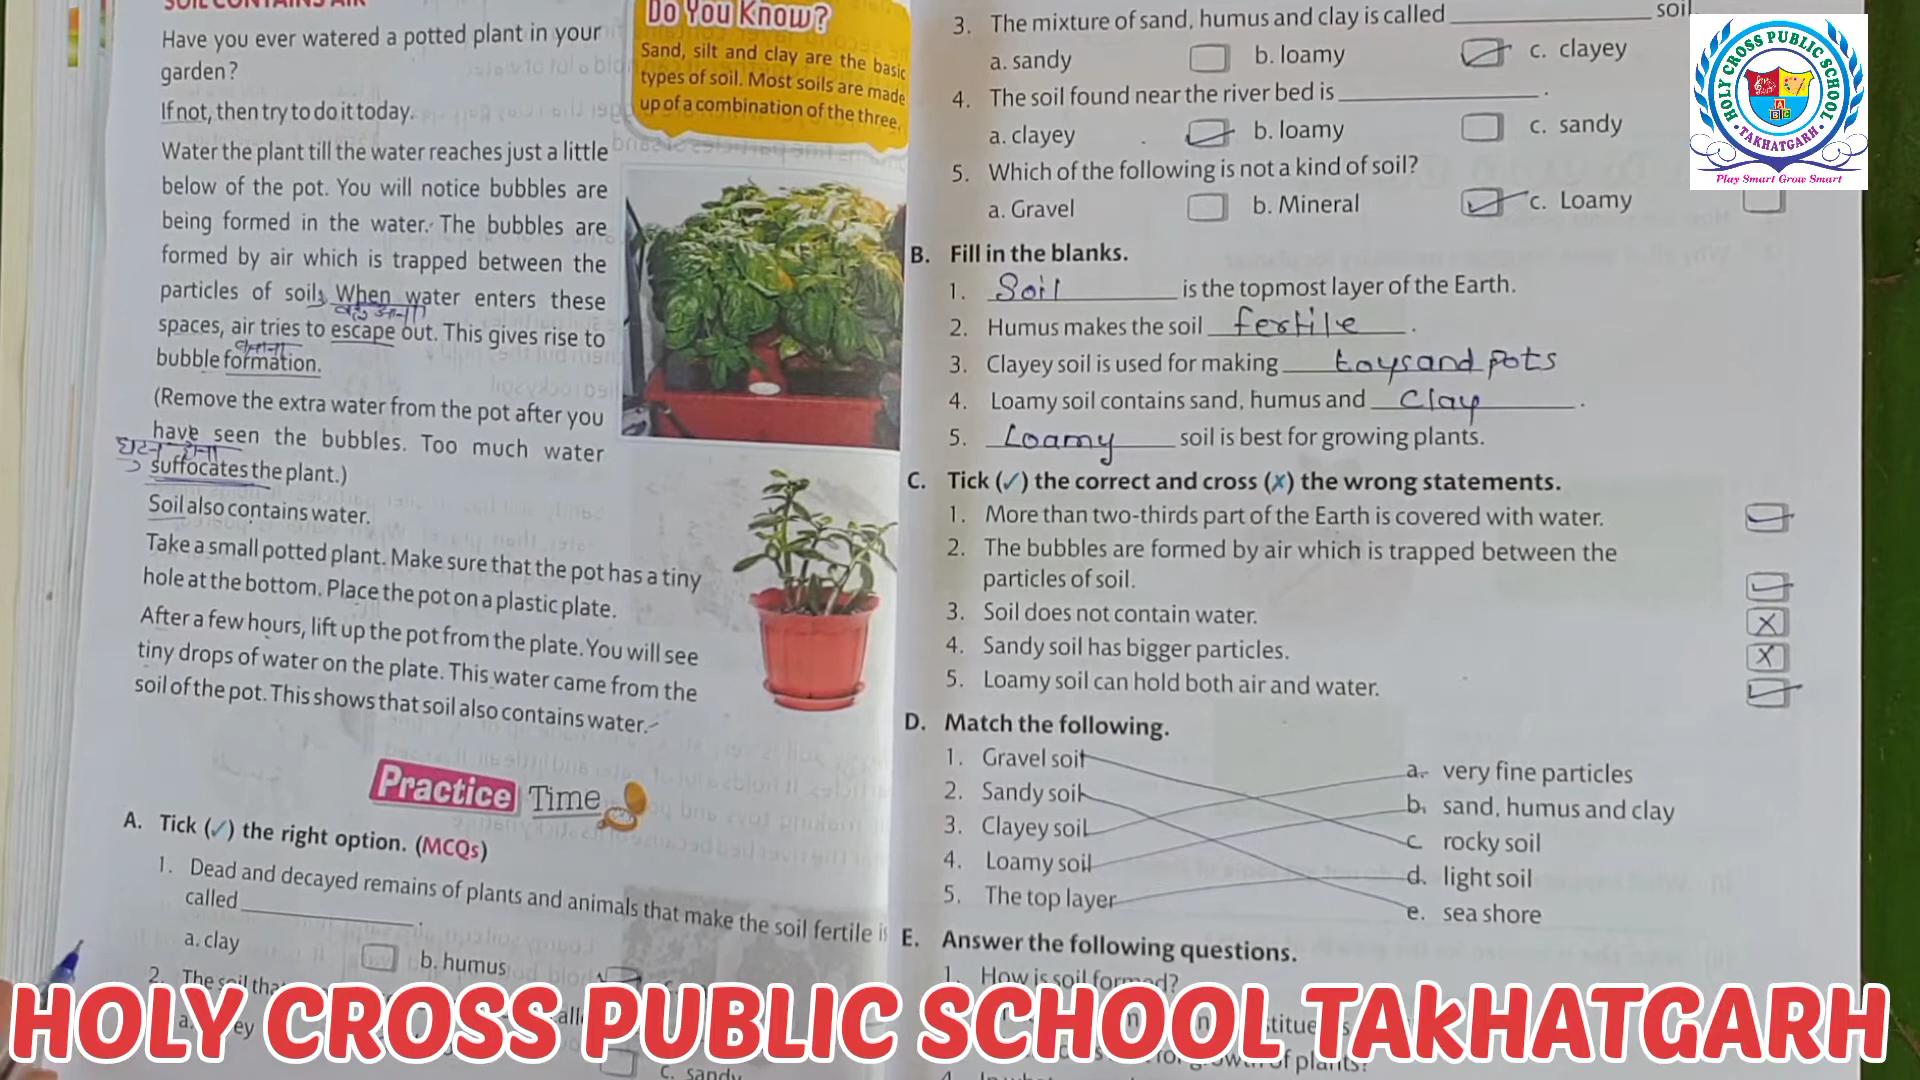 SOIL CONTAINS AIR
Have you ever watered a potted plant in your
garden?
If not, then try to do it today.
Water the plant till the water reaches just a little
below of the pot. You will notice bubbles are
being formed in the water. The bubbles are
formed by air which is trapped between the
particles of soil. When water enters these
spaces, air tries to escape out. This gives rise to
bubble formation.
(Remove the extra water from the pot after you
have seen the bubbles. Too much water
suffocates the plant.)
Soil also contains water.
Take a small potted plant. Make sure that the pot has a tiny
hole at the bottom. Place the pot on a plastic plate.
After a few hours, lift up the pot from the plate. You will see
tiny drops of water on the plate. This water came from the
soil of the pot. This shows that soil also contains water.
Do You Know?
Sand, silt and clay are the basic
types of soil. Most soils are made
up of a combination of the three.
Practice Time
A. Tick (✓) the right option. (MCQs)
1. Dead and decayed remains of plants and animals that make the soil fertile is
called ____________.
a. clay b. humus
2. The soil
c. sandy
3. The mixture of sand, humus and clay is called ____________ soil
a. sandy b. loamy c. clayey
4. The soil found near the river bed is ____________.
a. clayey b. loamy c. sandy
5. Which of the following is not a kind of soil?
a. Gravel b. Mineral c. Loamy
B. Fill in the blanks.
1. Soil is the topmost layer of the Earth.
2. Humus makes the soil fertile.
3. Clayey soil is used for making toys and pots
4. Loamy soil contains sand, humus and clay.
5. Loamy soil is best for growing plants.
C. Tick (✓) the correct and cross (✗) the wrong statements.
1. More than two-thirds part of the Earth is covered with water. ✓
2. The bubbles are formed by air which is trapped between the
particles of soil. ✓
3. Soil does not contain water. X
4. Sandy soil has bigger particles. X
5. Loamy soil can hold both air and water. ✓
D. Match the following.
1. Gravel soil a. very fine particles
2. Sandy soil b. sand, humus and clay
3. Clayey soil c. rocky soil
4. Loamy soil d. light soil
5. The top layer e. sea shore
E. Answer the following questions.
1. How is soil formed?
of plants?
HOLY CROSS PUBLIC SCHOOL
TAKHATGARH
A
B C
Play Smart Grow Smart
HOLY CROSS PUBLIC SCHOOL TAkHATGARH